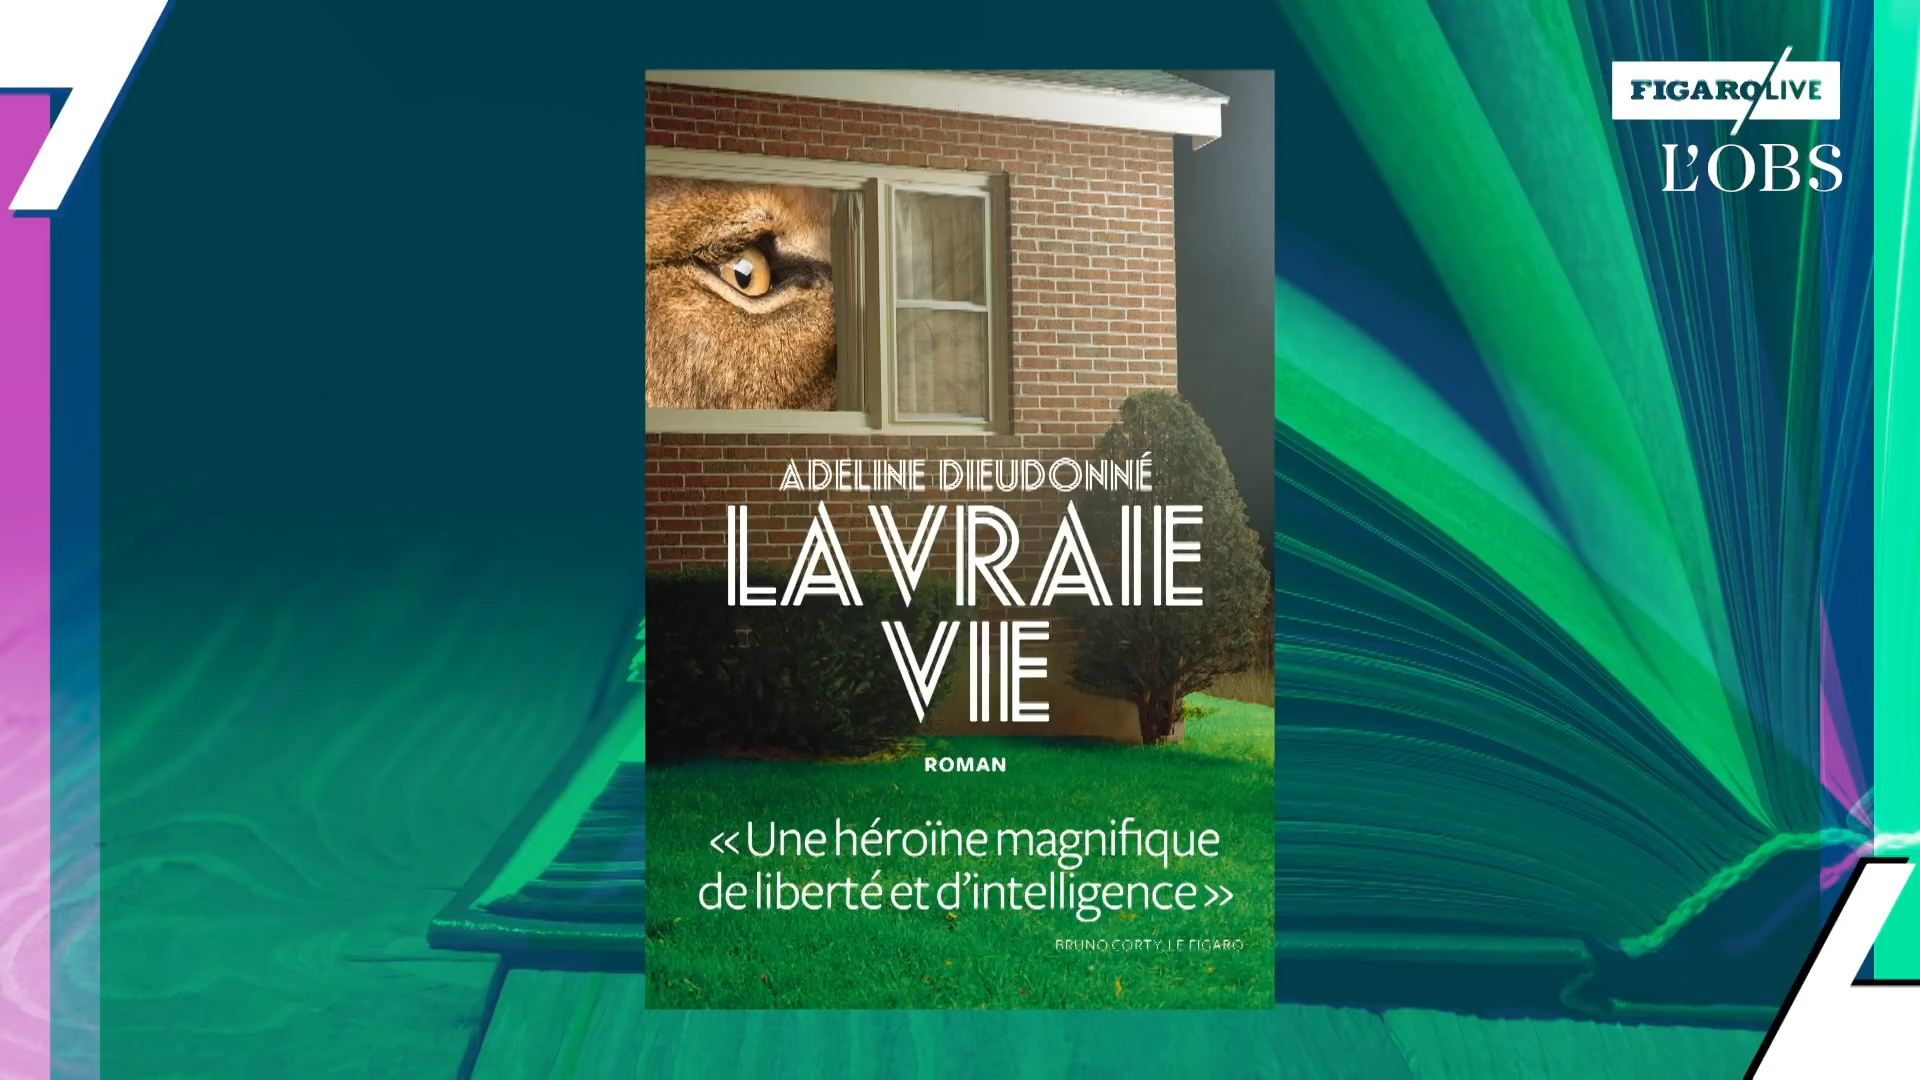 FIGAROLIVE
L'OBS
ADELINE DIEUDONNÉ
LA VRAIE
VIE
ROMAN
« Une héroïne magnifique
de liberté et d'intelligence »
BRUNO CORTY, LE FIGARO